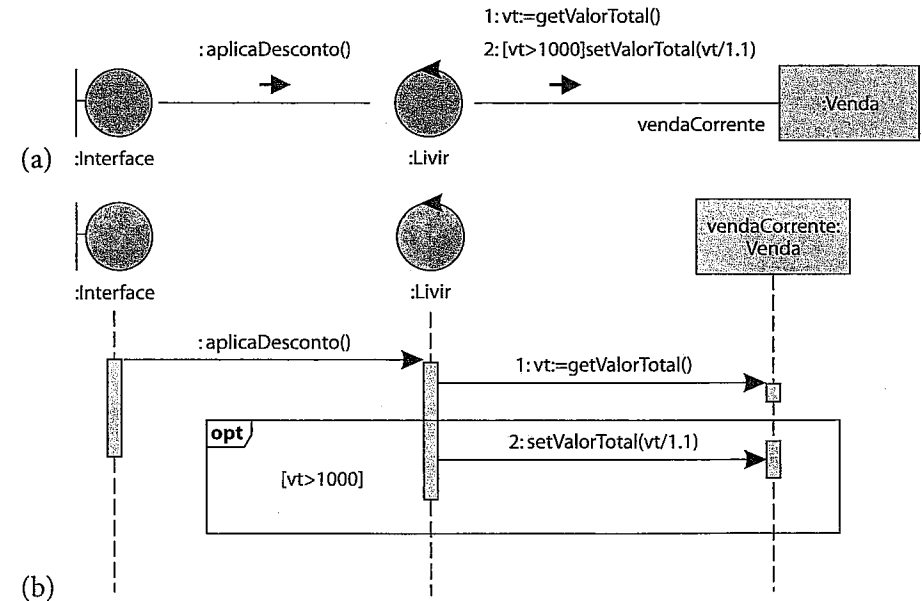 1: vt:=getValorTotal()
: aplicaDesconto()
2: [vt>1000]setValorTotal(vt/1.1)
:Venda
vendaCorrente
(a)
:Interface
:Livir
vendaCorrente:
Venda
:Interface
:Livir
: aplicaDesconto()
1: vt:=getValorTotal()
opt
2: setValorTotal(vt/1.1)
[vt>1000]
(b)